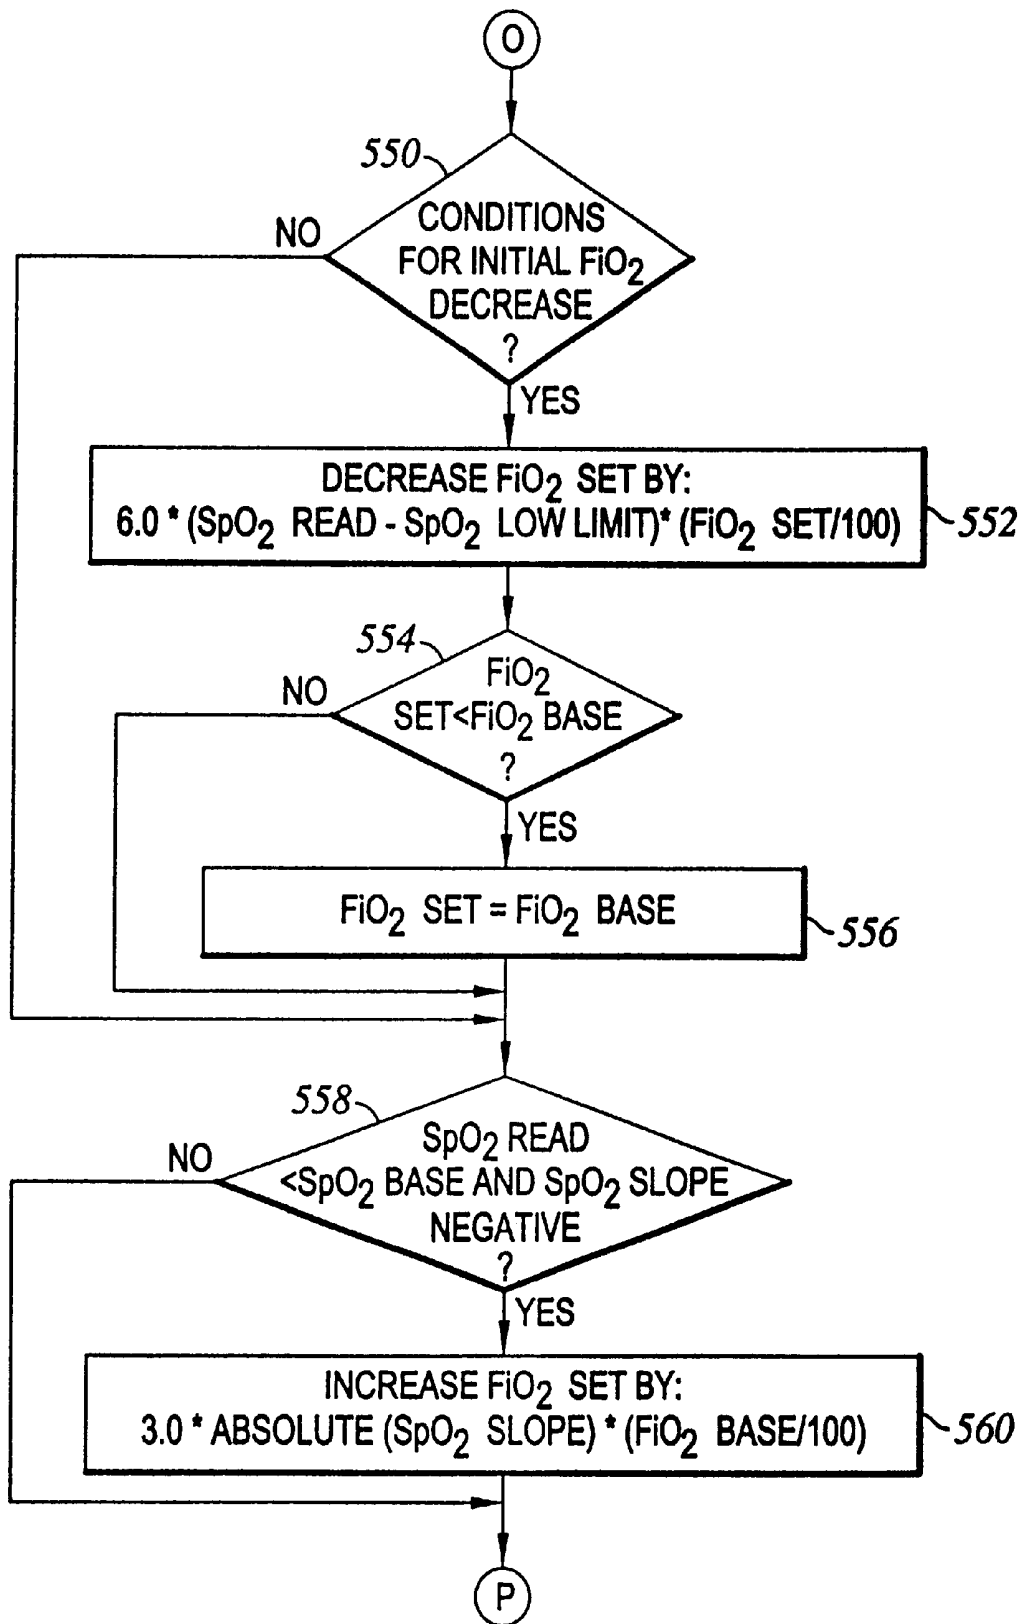 O
550
CONDITIONS
NO
FOR INITIAL FiO2
DECREASE
?
YES
DECREASE FiO2 SET BY:
6.0 * (SpO2 READ - SpO2 LOW LIMIT)* (FiO2 SET/100)
552
554
FiO2
NO
SET<FiO2 BASE
?
YES
FiO2 SET = FiO2 BASE
556
558
SpO2 READ
NO
<SpO2 BASE AND SpO2 SLOPE
NEGATIVE
?
YES
INCREASE FiO2 SET BY:
3.0 * ABSOLUTE (SpO2 SLOPE) * (FiO2 BASE/100)
560
P